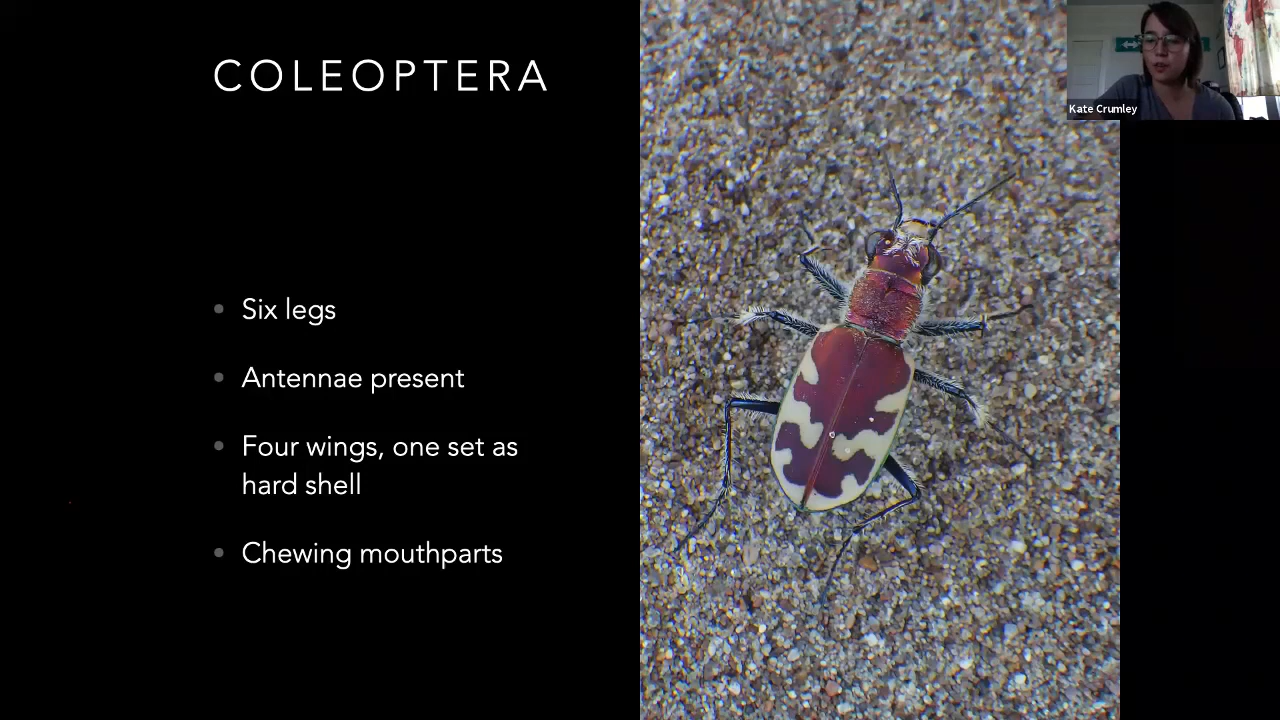 COLEOPTERA
Kate Crumley
Six legs
Antennae present
Four wings, one set as
hard shell
Chewing mouthparts